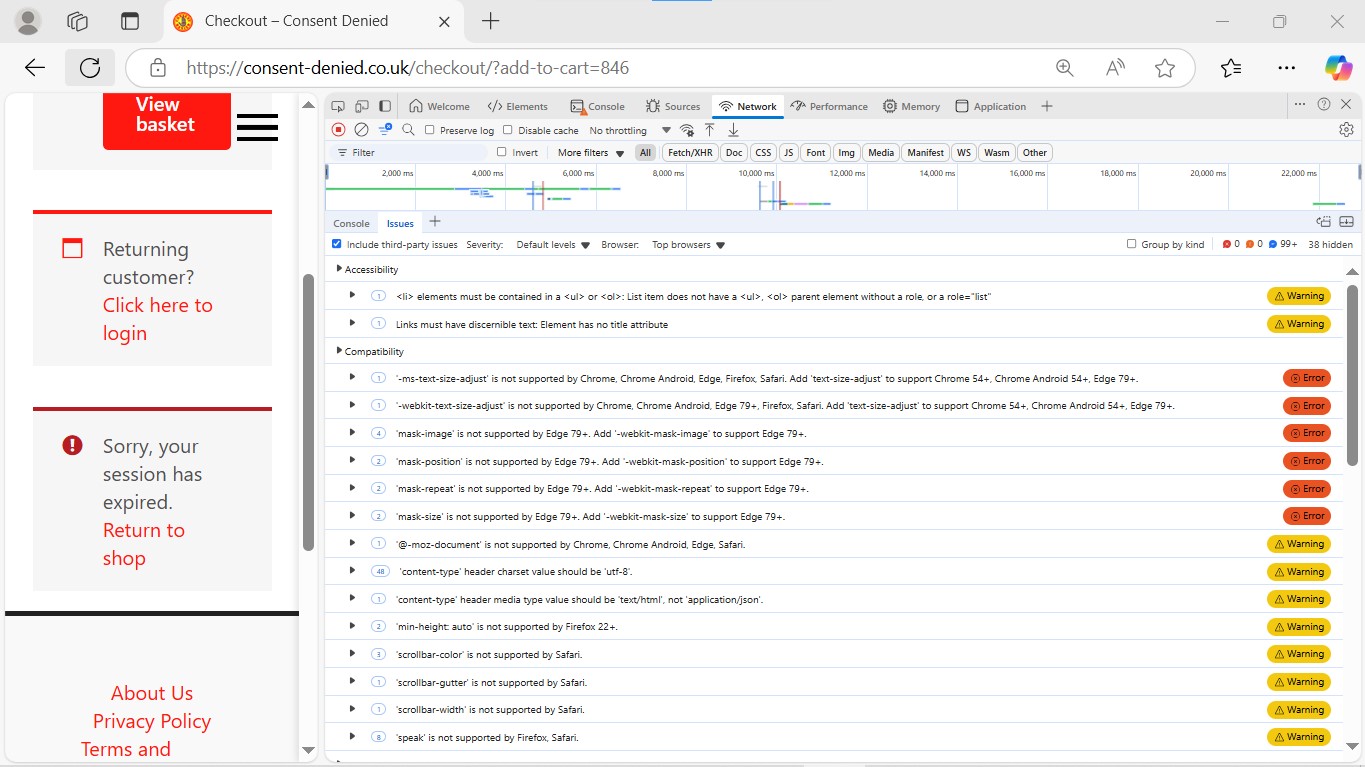 Checkout – Consent Denied
https://consent-denied.co.uk/checkout/?add-to-cart=846
View
basket
Returning
customer?
Click here to
login
Sorry, your
session has
expired.
Return to
shop
About Us
Privacy Policy
Terms and
Welcome
Elements
Console
Sources
Network
Performance
Memory
Application
Preserve log
Disable cache
No throttling
Filter
Invert
More filters
All
Fetch/XHR
Doc
CSS
JS
Font
Img
Media
Manifest
WS
Wasm
Other
2,000 ms
4,000 ms
6,000 ms
8,000 ms
10,000 ms
12,000 ms
14,000 ms
16,000 ms
18,000 ms
20,000 ms
22,000 ms
Console
Issues
Include third-party issues
Severity:
Default levels
Browser:
Top browsers
Group by kind
0
0
99+
38 hidden
Accessibility
1 <li> elements must be contained in a <ul> or <ol>: List item does not have a <ul>, <ol> parent element without a role, or a role="list" Warning
1 Links must have discernible text: Element has no title attribute Warning
Compatibility
1 '-ms-text-size-adjust' is not supported by Chrome, Chrome Android, Edge, Firefox, Safari. Add 'text-size-adjust' to support Chrome 54+, Chrome Android 54+, Edge 79+. Error
1 '-webkit-text-size-adjust' is not supported by Chrome, Chrome Android, Edge 79+, Firefox, Safari. Add 'text-size-adjust' to support Chrome 54+, Chrome Android 54+, Edge 79+. Error
4 'mask-image' is not supported by Edge 79+. Add '-webkit-mask-image' to support Edge 79+. Error
2 'mask-position' is not supported by Edge 79+. Add '-webkit-mask-position' to support Edge 79+. Error
2 'mask-repeat' is not supported by Edge 79+. Add '-webkit-mask-repeat' to support Edge 79+. Error
2 'mask-size' is not supported by Edge 79+. Add '-webkit-mask-size' to support Edge 79+. Error
1 '@-moz-document' is not supported by Chrome, Chrome Android, Edge, Safari. Warning
48 'content-type' header charset value should be 'utf-8'. Warning
1 'content-type' header media type value should be 'text/html', not 'application/json'. Warning
2 'min-height: auto' is not supported by Firefox 22+. Warning
3 'scrollbar-color' is not supported by Safari. Warning
1 'scrollbar-gutter' is not supported by Safari. Warning
1 'scrollbar-width' is not supported by Safari. Warning
8 'speak' is not supported by Firefox, Safari. Warning